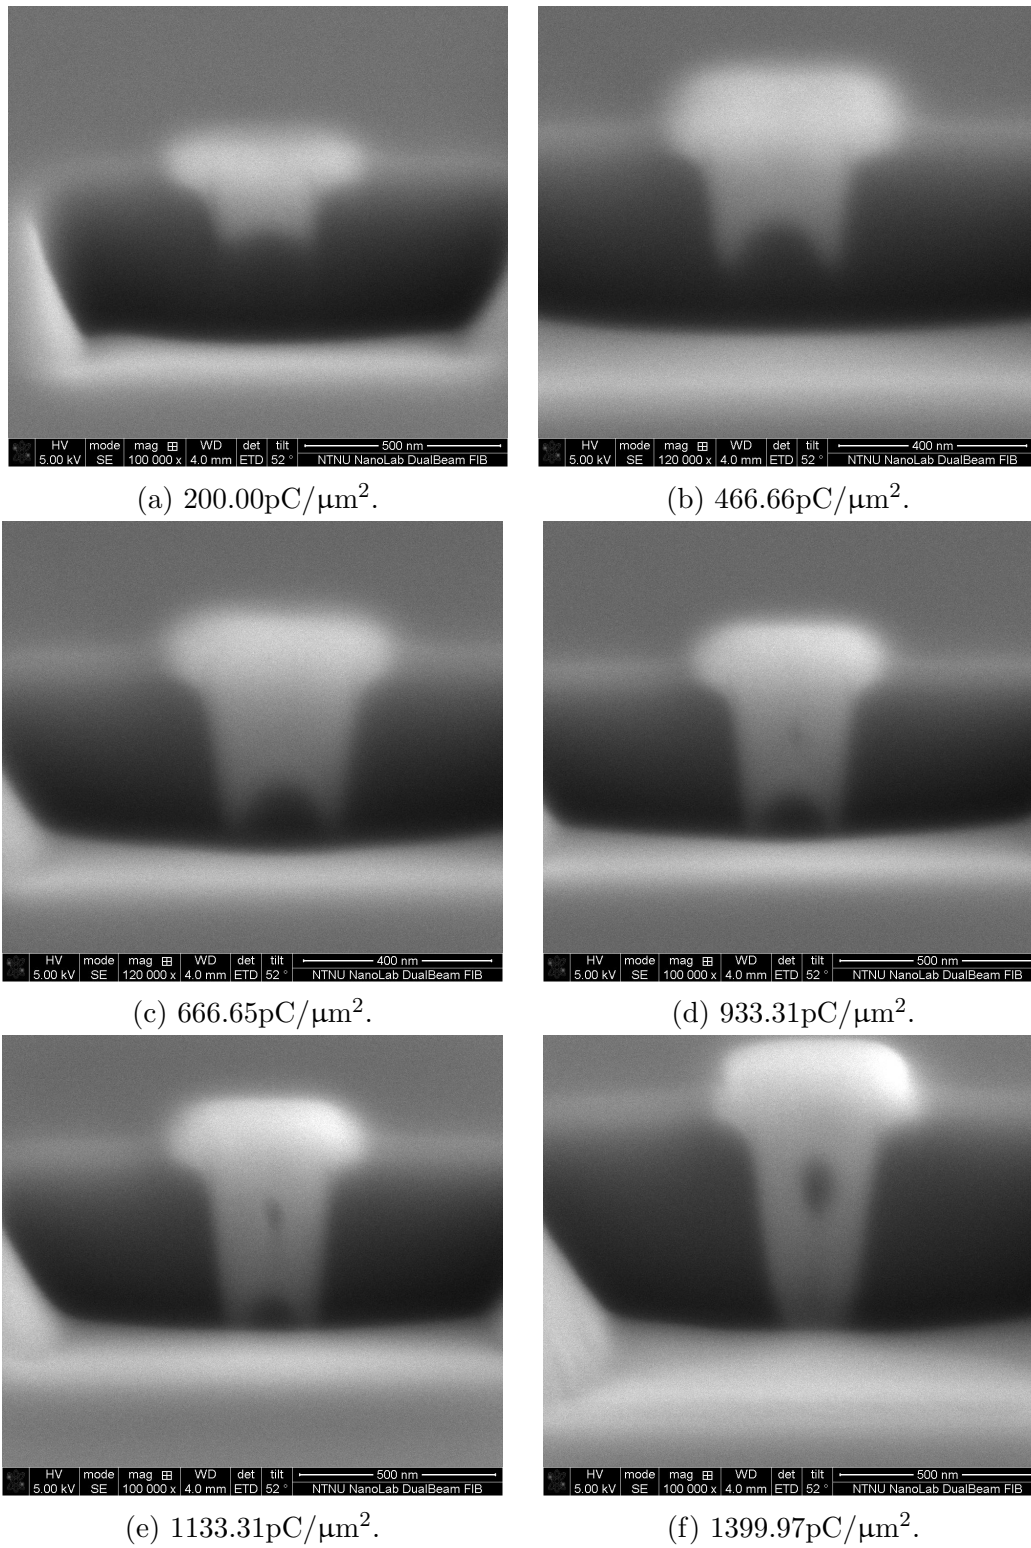 HV mode mag WD det tilt 500 nm
5.00 kV SE 100 000 x 4.0 mm ETD 52 ° NTNU NanoLab DualBeam FIB
HV mode mag WD det tilt 400 nm
5.00 kV SE 120 000 x 4.0 mm ETD 52 ° NTNU NanoLab DualBeam FIB
(a) 200.00pC/μm².
(b) 466.66pC/μm².
HV mode mag WD det tilt 400 nm
5.00 kV SE 120 000 x 4.0 mm ETD 52 ° NTNU NanoLab DualBeam FIB
HV mode mag WD det tilt 500 nm
5.00 kV SE 100 000 x 4.0 mm ETD 52 ° NTNU NanoLab DualBeam FIB
(c) 666.65pC/μm².
(d) 933.31pC/μm².
HV mode mag WD det tilt 500 nm
5.00 kV SE 100 000 x 4.0 mm ETD 52 ° NTNU NanoLab DualBeam FIB
HV mode mag WD det tilt 500 nm
5.00 kV SE 100 000 x 4.0 mm ETD 52 ° NTNU NanoLab DualBeam FIB
(e) 1133.31pC/μm².
(f) 1399.97pC/μm².